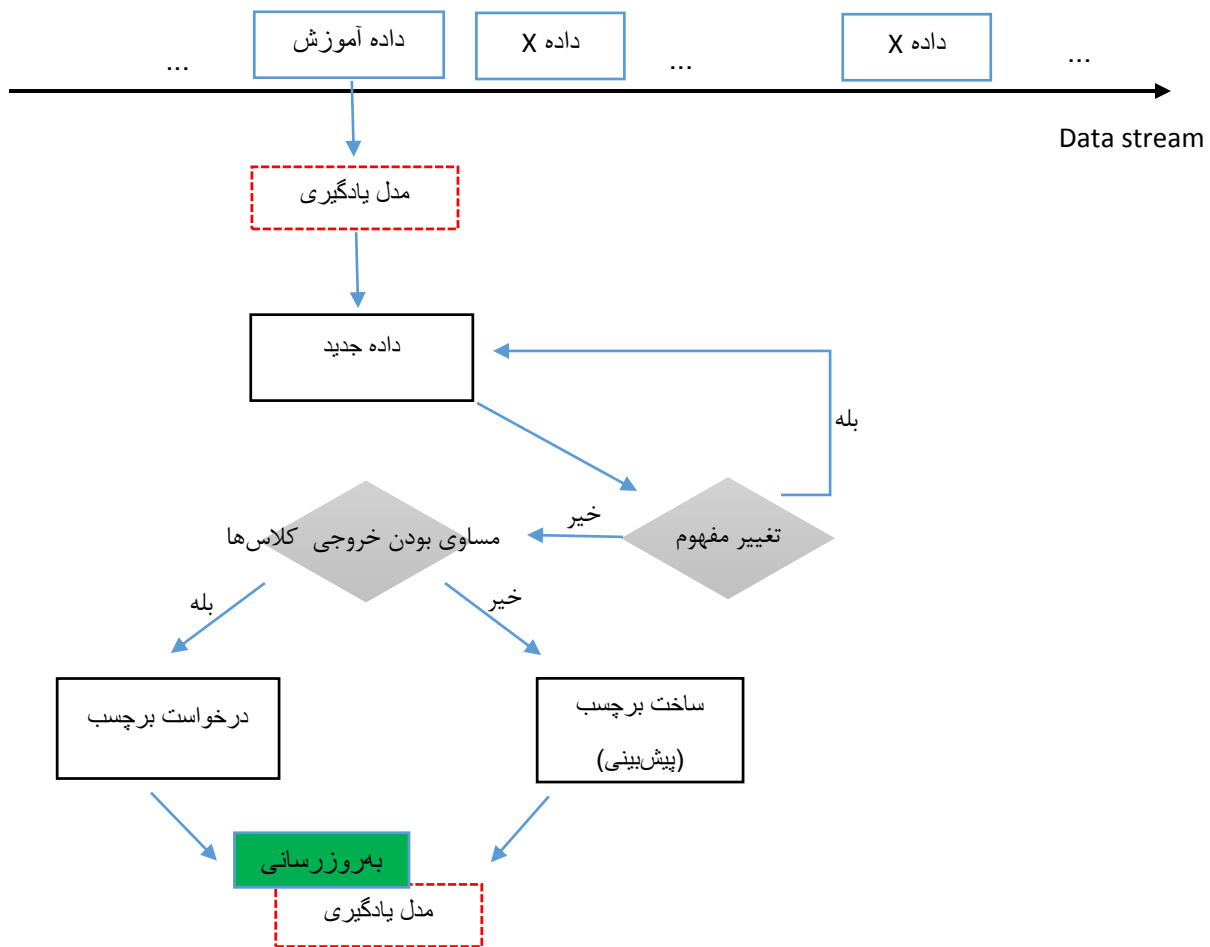 داده آموزش
داده X
داده X
...
...
...
Data stream
مدل یادگیری
داده جدید
بله
تغییر مفهوم
خیر
مساوی بودن خروجی کلاس‌ها
بله
خیر
درخواست برچسب
ساخت برچسب
(پیش‌بینی)
به‌روزرسانی
مدل یادگیری